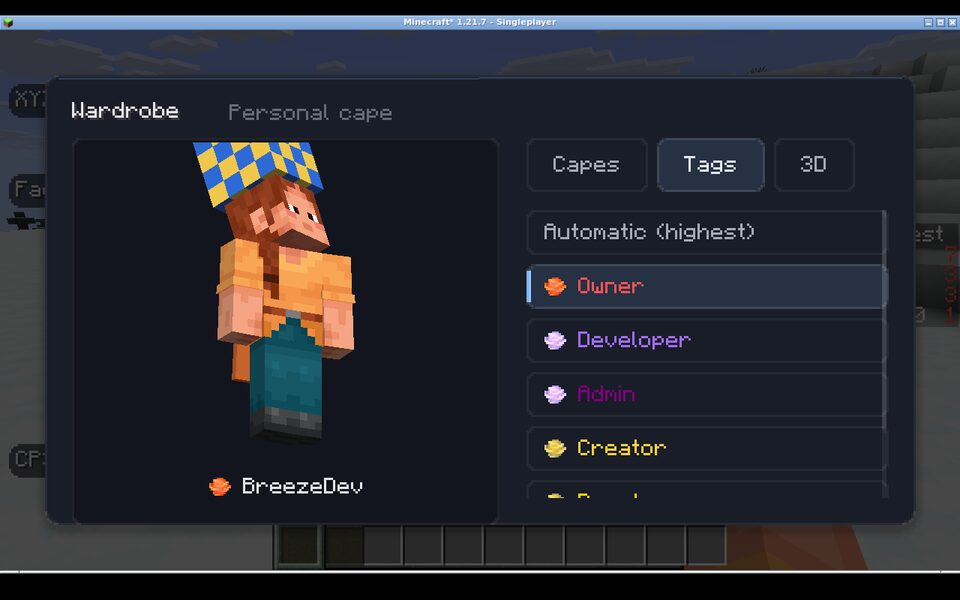 Minecraft* 1.21.7 - Singleplayer
Wardrobe
Personal cape
Capes
Tags
3D
Automatic (highest)
Owner
Developer
Admin
Creator
BreezeDev